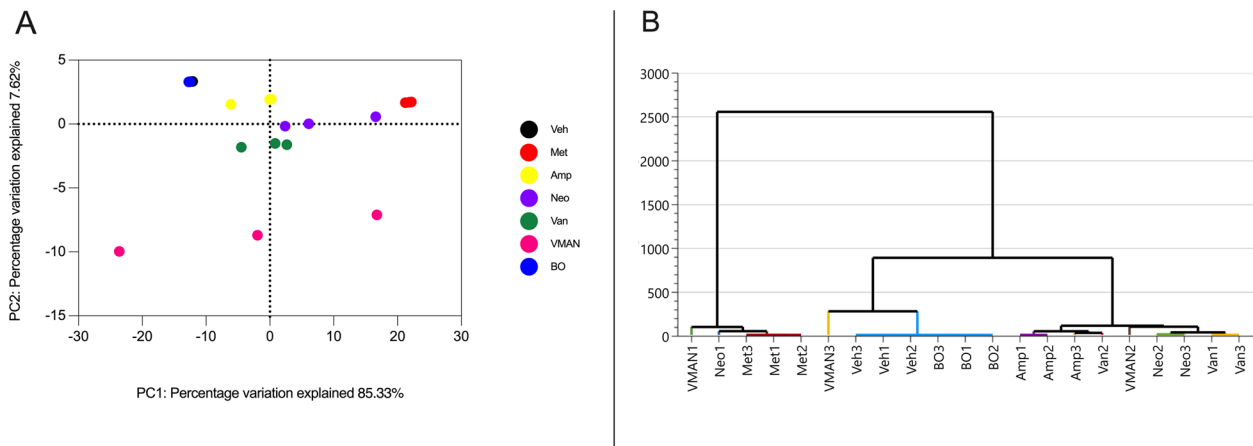 A
PC2: Percentage variation explained 7.62%
5
0
-5
-10
-15
-30
-20
-10
0
10
20
30
PC1: Percentage variation explained 85.33%
Veh
Met
Amp
Neo
Van
VMAN
BO
B
3000
2500
2000
1500
1000
500
0
VMAN1
Neo1
Met3
Met1
Met2
VMAN3
Veh3
Veh1
Veh2
BO3
BO1
BO2
Amp1
Amp2
Amp3
Van2
VMAN2
Neo2
Neo3
Van1
Van3